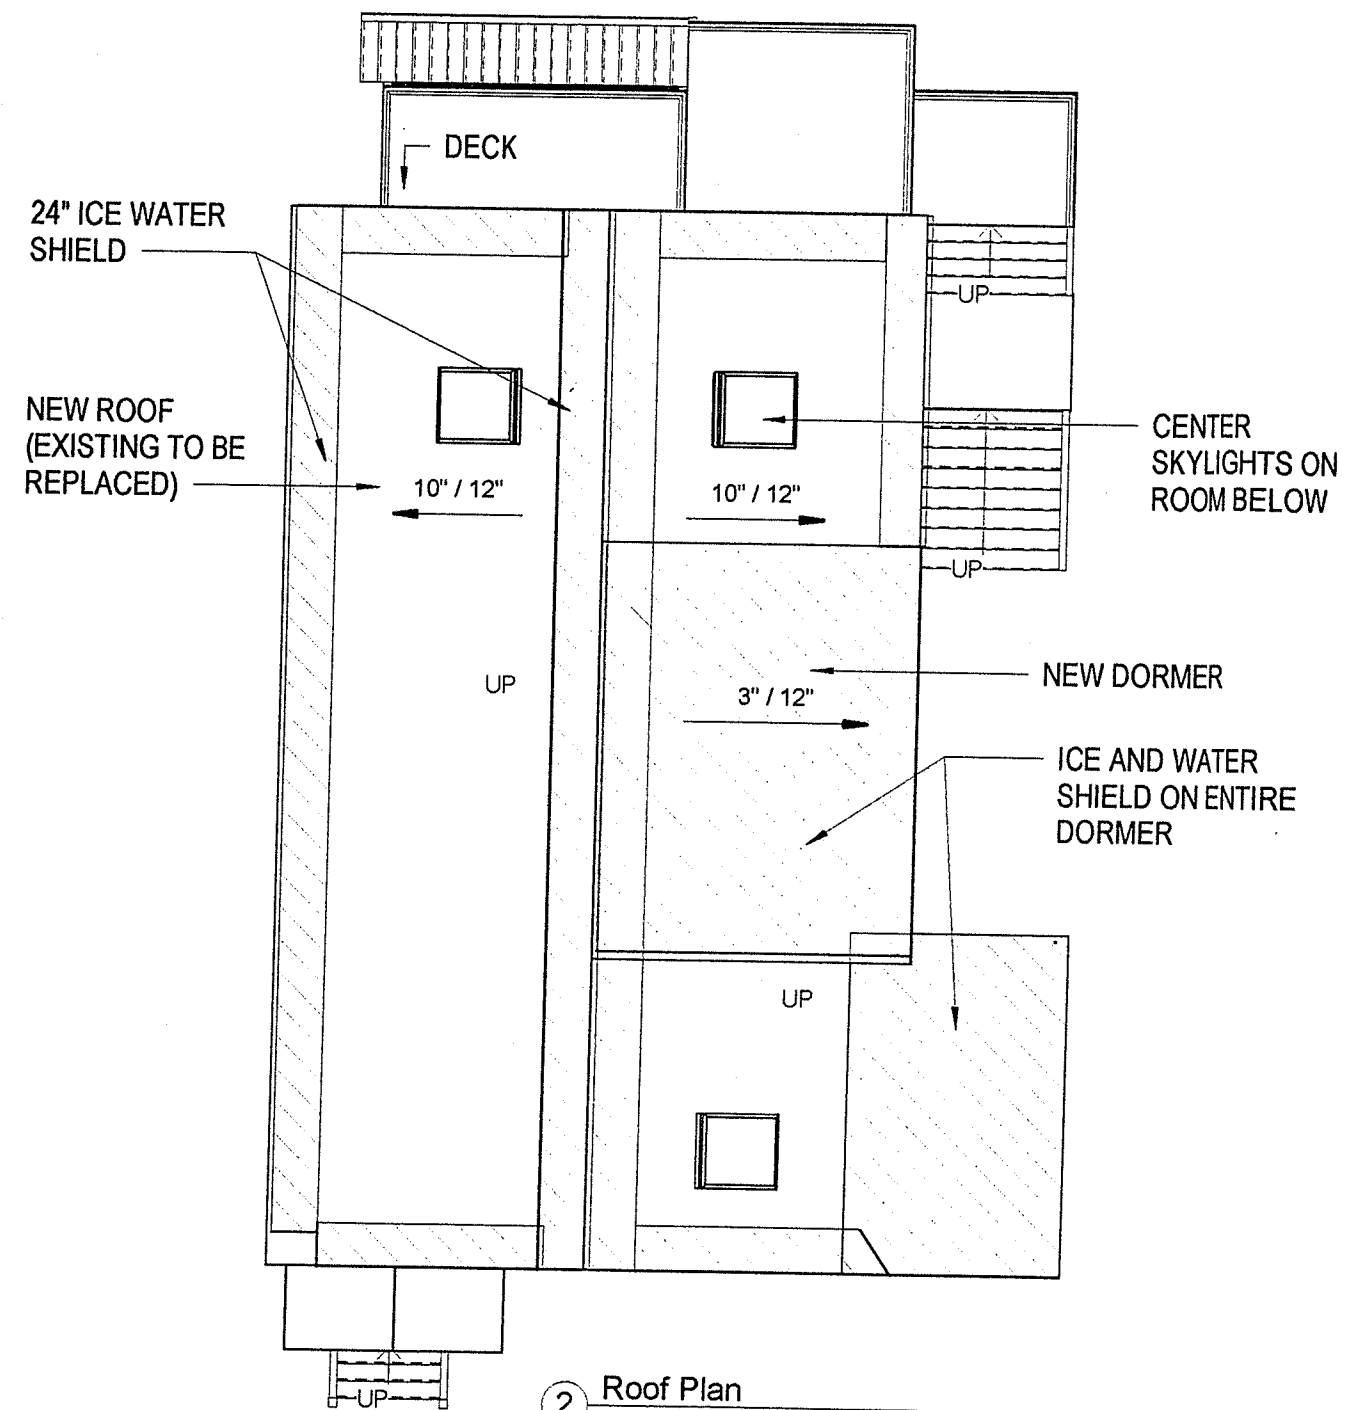 DECK
24" ICE WATER
SHIELD
UP
NEW ROOF
(EXISTING TO BE
REPLACED)
CENTER
SKYLIGHTS ON
ROOM BELOW
10" / 12"
10" / 12"
UP
UP
NEW DORMER
3" / 12"
ICE AND WATER
SHIELD ON ENTIRE
DORMER
UP
UP
2 Roof Plan